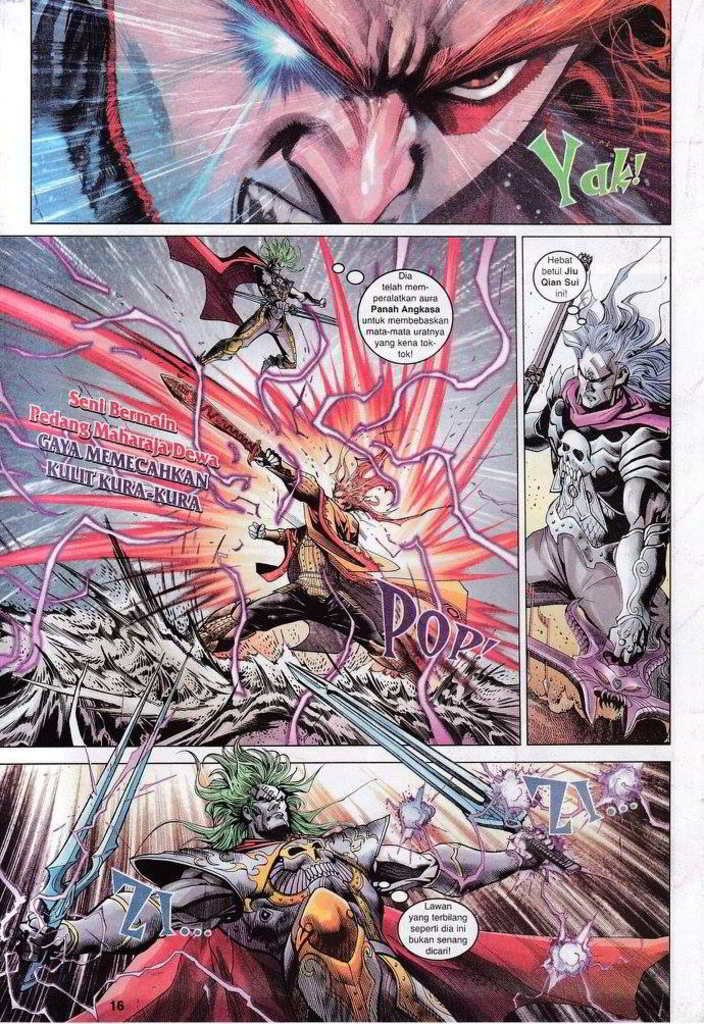 Yak!
Dia
telah mem-
peralatkan aura
Panah Angkasa
untuk membebaskan
mata-mata uratnya
yang kena tok-
tok!
Seni Bermain
Pedang Maharaja Dewa
GAYA MEMECAHKAN
KULIT KURA-KURA
POP!
Hebat
betul Jiu
Qian Sui
ini!
ZI...
ZI...
Lawan
yang terbilang
seperti dia ini
bukan senang
dicari!
16